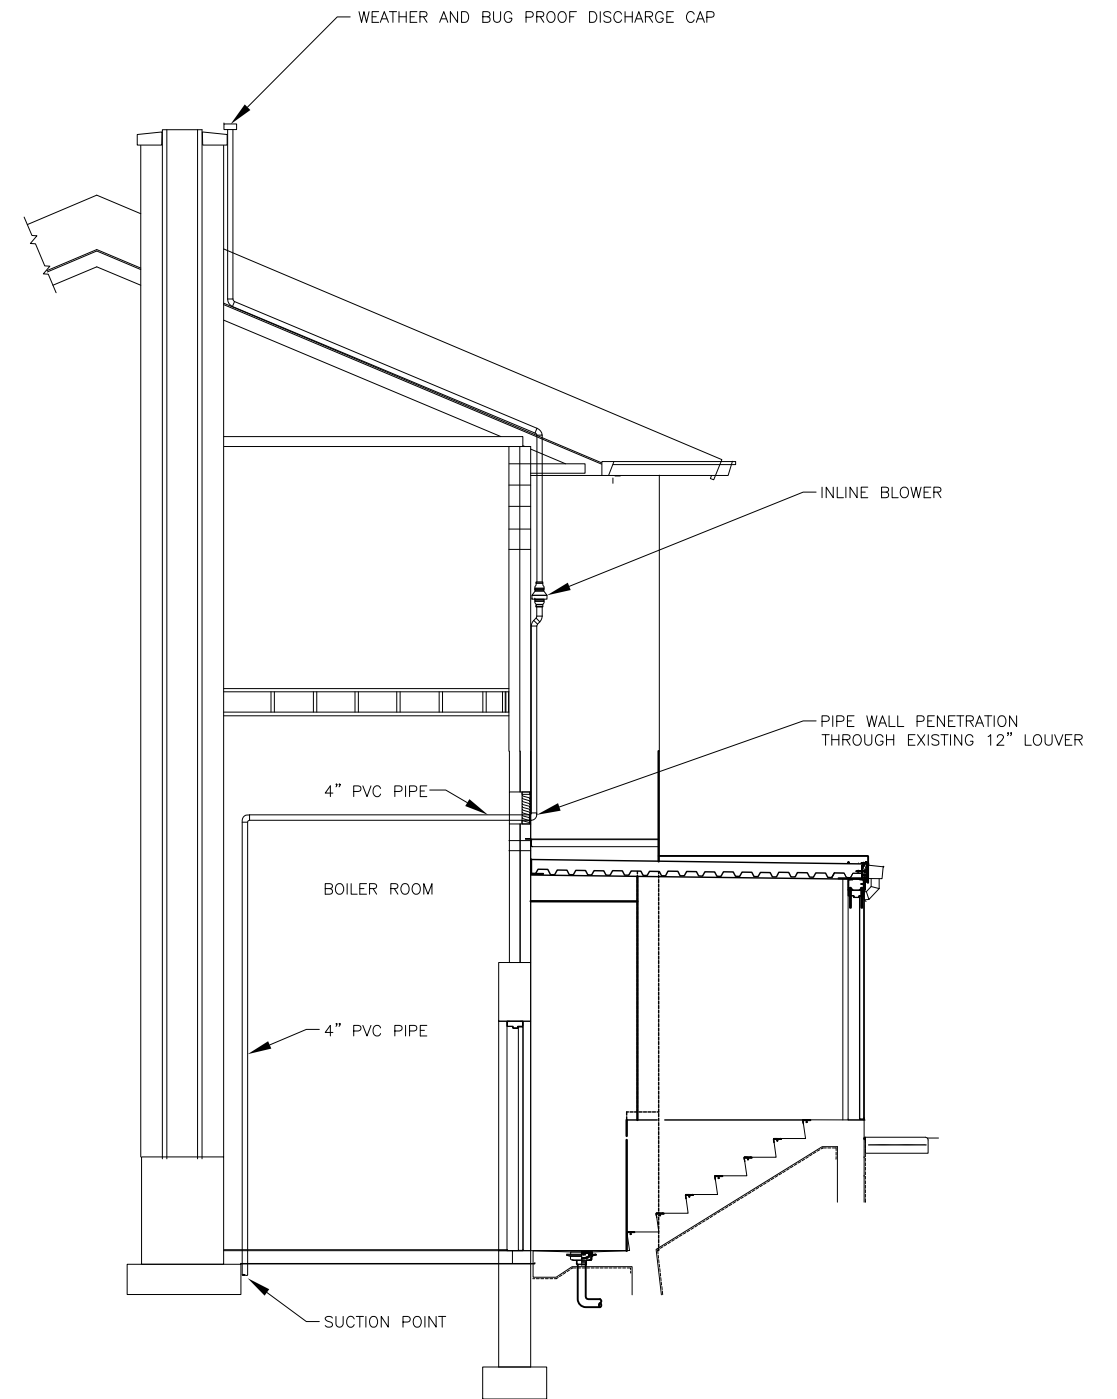 WEATHER AND BUG PROOF DISCHARGE CAP
INLINE BLOWER
PIPE WALL PENETRATION
THROUGH EXISTING 12” LOUVER
4” PVC PIPE
BOILER ROOM
4” PVC PIPE
SUCTION POINT